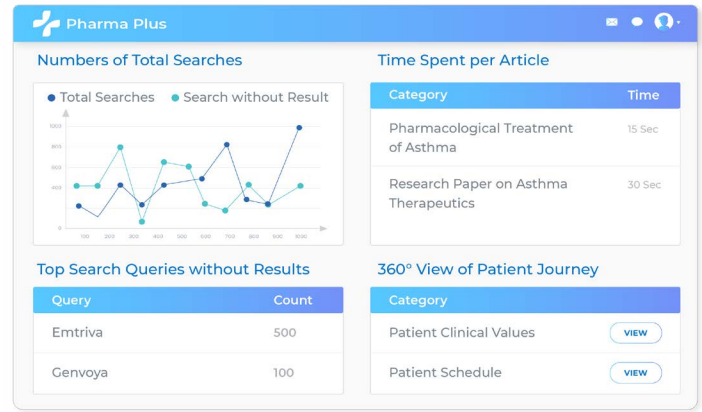 Pharma Plus
Numbers of Total Searches
Total Searches
Search without Result
1000
800
600
400
0
100 200 300 400 500 600 700 800 900 1000
Time Spent per Article
Category Time
Pharmacological Treatment 15 Sec
of Asthma
Research Paper on Asthma 30 Sec
Therapeutics
Top Search Queries without Results
Query Count
Emtriva 500
Genvoya 100
360° View of Patient Journey
Category
Patient Clinical Values VIEW
Patient Schedule VIEW